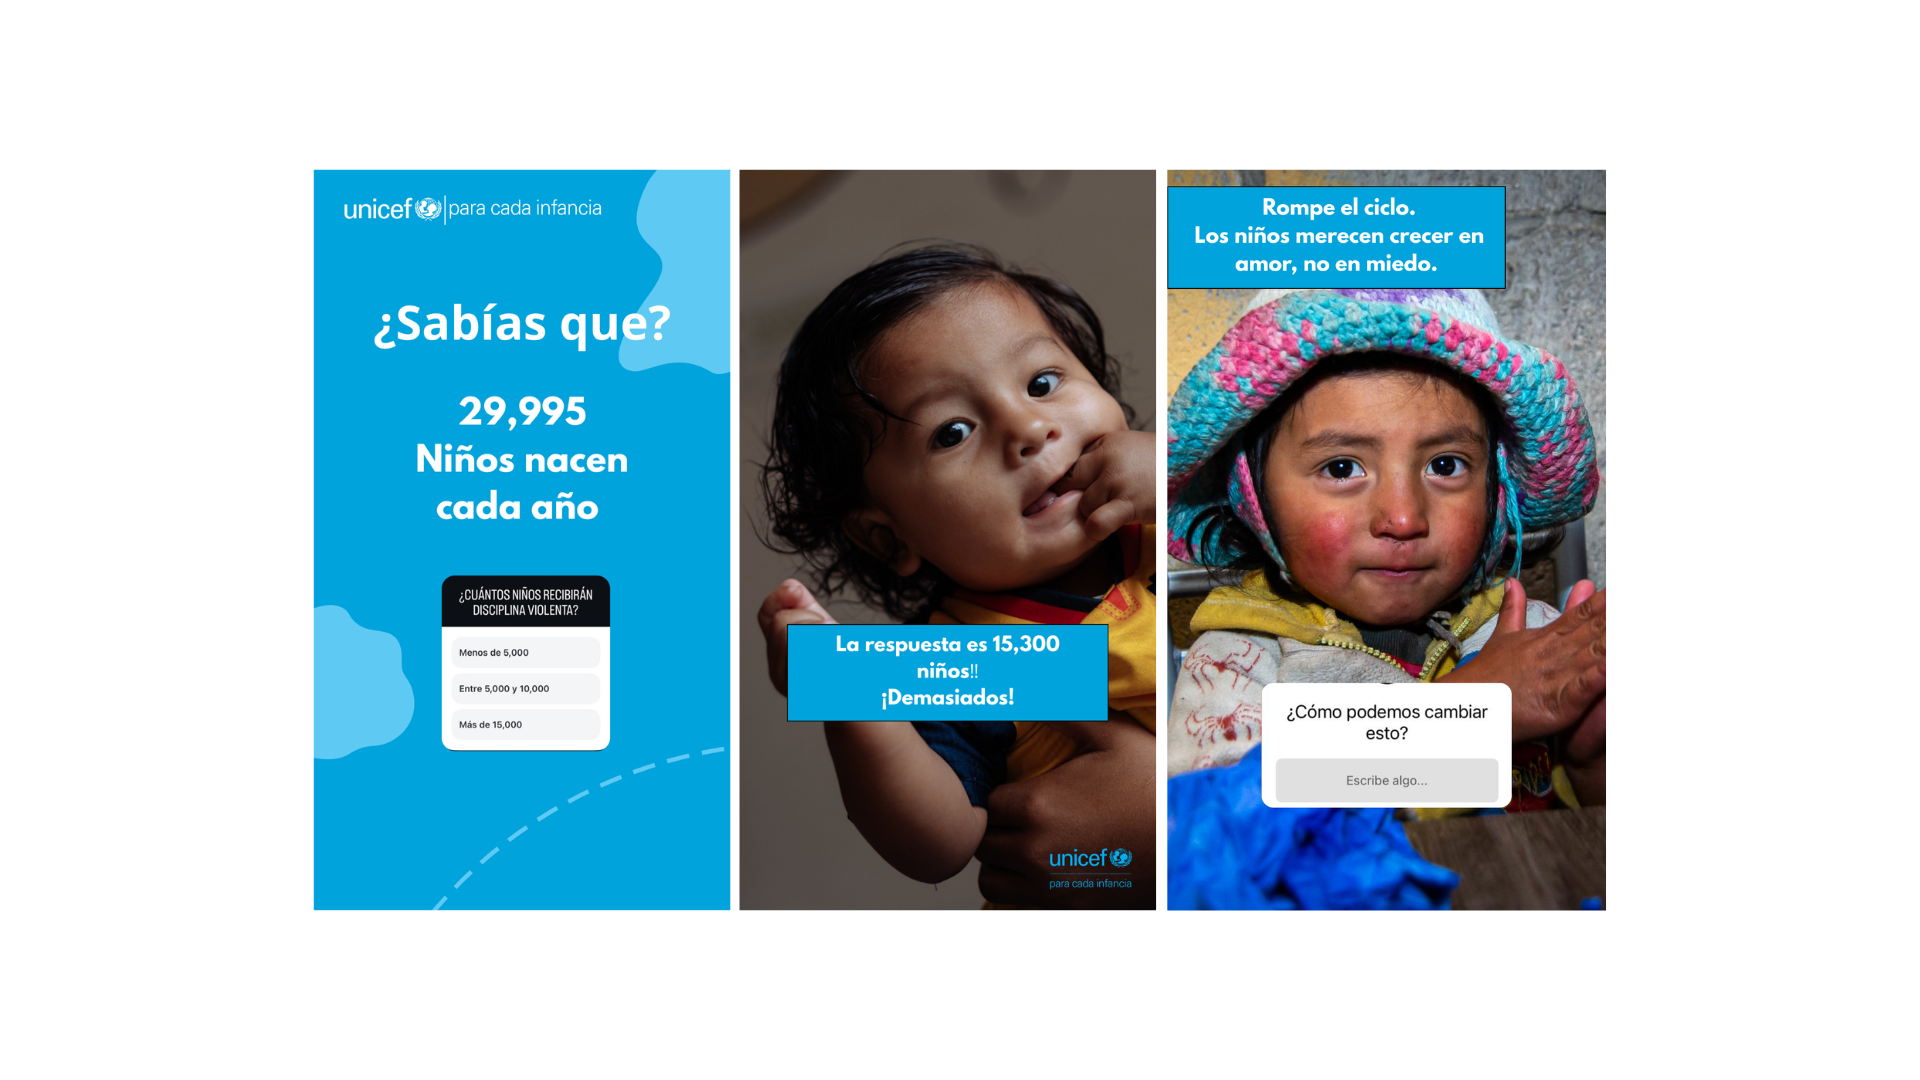 unicef | para cada infancia
¿Sabías que?
29,995
Niños nacen
cada año
¿CUÁNTOS NIÑOS RECIBIRÁN
DISCIPLINA VIOLENTA?
Menos de 5,000
Entre 5,000 y 10,000
Más de 15,000
La respuesta es 15,300
niños!!
¡Demasiados!
unicef
para cada infancia
Rompe el ciclo.
Los niños merecen crecer en
amor, no en miedo.
¿Cómo podemos cambiar
esto?
Escribe algo...